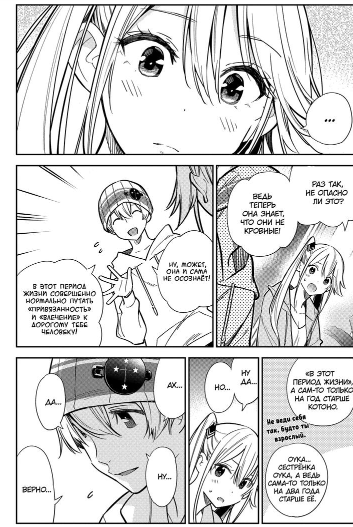 ...
РАЗ ТАК,
НЕ ОПАСНО
ЛИ ЭТО?
ВЕДЬ
ТЕПЕРЬ
ОНА ЗНАЕТ,
ЧТО ОНИ НЕ
КРОВНЫЕ!
НУ, МОЖЕТ,
ОНА И САМА
НЕ ОСОЗНАЁТ!
В ЭТОТ ПЕРИОД
ЖИЗНИ СОВЕРШЕННО
НОРМАЛЬНО ПУТАТЬ
«ПРИВЯЗАННОСТЬ»
И «ВЛЕЧЕНИЕ» К
ДОРОГОМУ ТЕБЕ
ЧЕЛОВЕКУ!
«В ЭТОТ
ПЕРИОД ЖИЗНИ»,
А САМ-ТО ТОЛЬКО
НА ГОД СТАРШЕ
КОТОНО.
Не веди себя
так, будто ты
взрослый.
ОУКА...
СЕСТРЁНКА
ОУКА, А ВЕДЬ
САМА-ТО ТОЛЬКО
НА ДВА ГОДА
СТАРШЕ ЕЁ.
НУ
ДА...
НО...
АХ...
ДА...
НУ...
ВЕРНО...